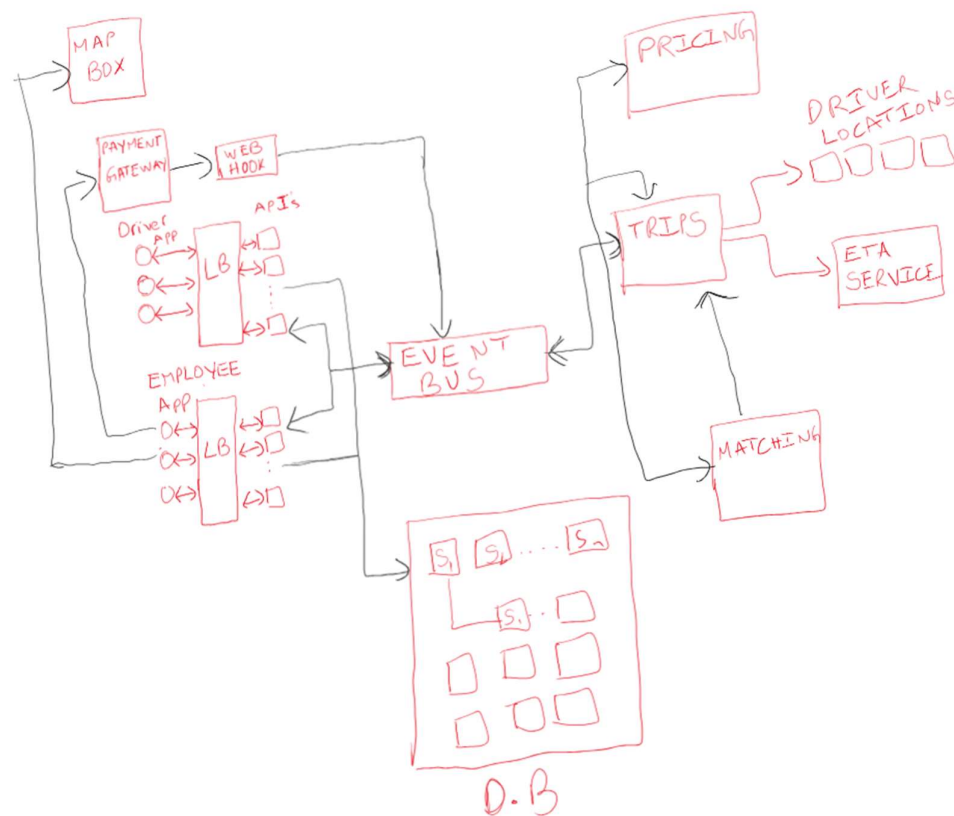 MAP
BOX
PRICING
DRIVER
LOCATIONS
PAYMENT
GATEWAY
WEB
HOOK
APIs
Driver
APP
LB
TRIPS
ETA
SERVICE
EVENT
BUS
EMPLOYEE
APP
LB
MATCHING
S₁ ..... Sₙ
S₁ ..
D.B